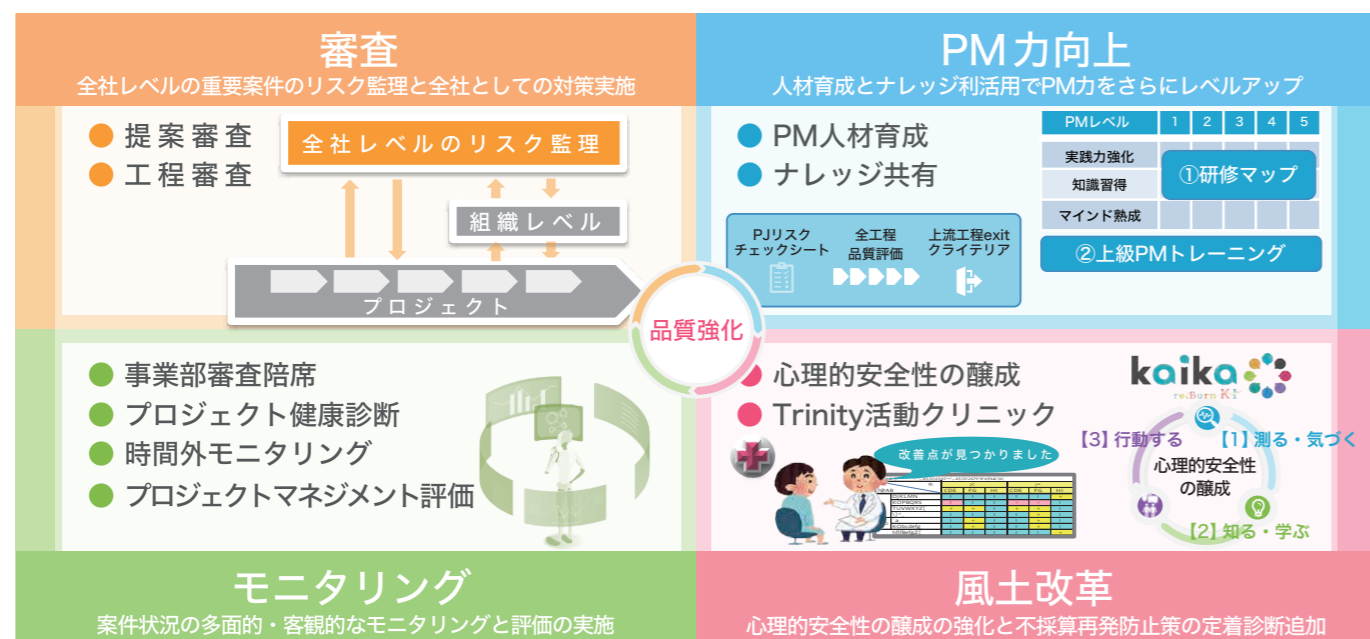 審査
全社レベルの重要案件のリスク監理と全社としての対策実施
● 提案審査
● 工程審査
全社レベルのリスク監理
組織レベル
プロジェクト
PM力向上
人材育成とナレッジ利活用でPM力をさらにレベルアップ
● PM人材育成
● ナレッジ共有
PJリスク
チェックシート
全工程
品質評価
上流工程exit
クライテリア
PMレベル 1 2 3 4 5
実践力強化
知識習得
マインド熟成
①研修マップ
②上級PMトレーニング
品質強化
● 事業部審査陪席
● プロジェクト健康診断
● 時間外モニタリング
● プロジェクトマネジメント評価
モニタリング
案件状況の多面的・客観的なモニタリングと評価の実施
● 心理的安全性の醸成
● Trinity活動クリニック
改善点が見つかりました
CDE FG HI CDE FG HI
kaika
re:Born
【3】行動する
【1】測る・気づく
心理的安全性
の醸成
【2】知る・学ぶ
風土改革
心理的安全性の醸成の強化と不採算再発防止策の定着診断追加